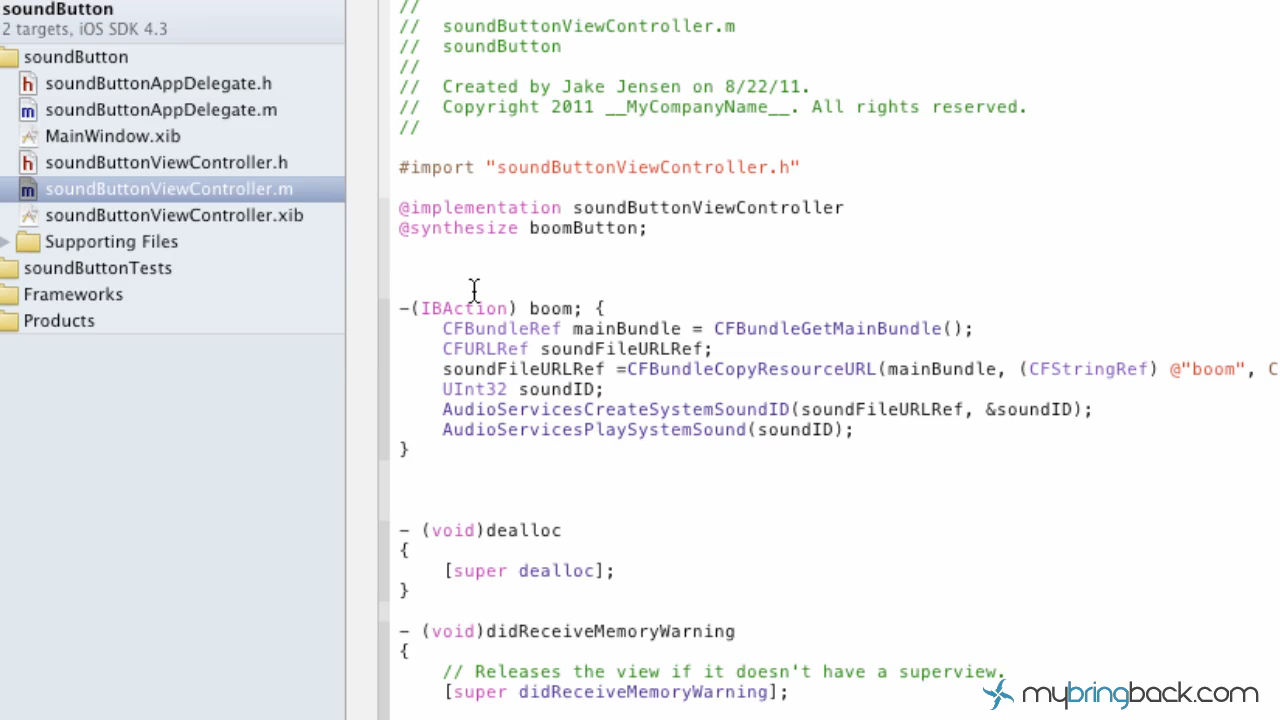 soundButton
2 targets, iOS SDK 4.3
soundButton
soundButtonAppDelegate.h
soundButtonAppDelegate.m
MainWindow.xib
soundButtonViewController.h
soundButtonViewController.m
soundButtonViewController.xib
Supporting Files
soundButtonTests
Frameworks
Products
//
//  soundButtonViewController.m
//  soundButton
//
//  Created by Jake Jensen on 8/22/11.
//  Copyright 2011 __MyCompanyName__. All rights reserved.
//
#import "soundButtonViewController.h"
@implementation soundButtonViewController
@synthesize boomButton;
-(IBAction) boom; {
    CFBundleRef mainBundle = CFBundleGetMainBundle();
    CFURLRef soundFileURLRef;
    soundFileURLRef =CFBundleCopyResourceURL(mainBundle, (CFStringRef) @"boom", C
    UInt32 soundID;
    AudioServicesCreateSystemSoundID(soundFileURLRef, &soundID);
    AudioServicesPlaySystemSound(soundID);
}
- (void)dealloc
{
    [super dealloc];
}
- (void)didReceiveMemoryWarning
{
    // Releases the view if it doesn't have a superview.
    [super didReceiveMemoryWarning];
mybringback.com